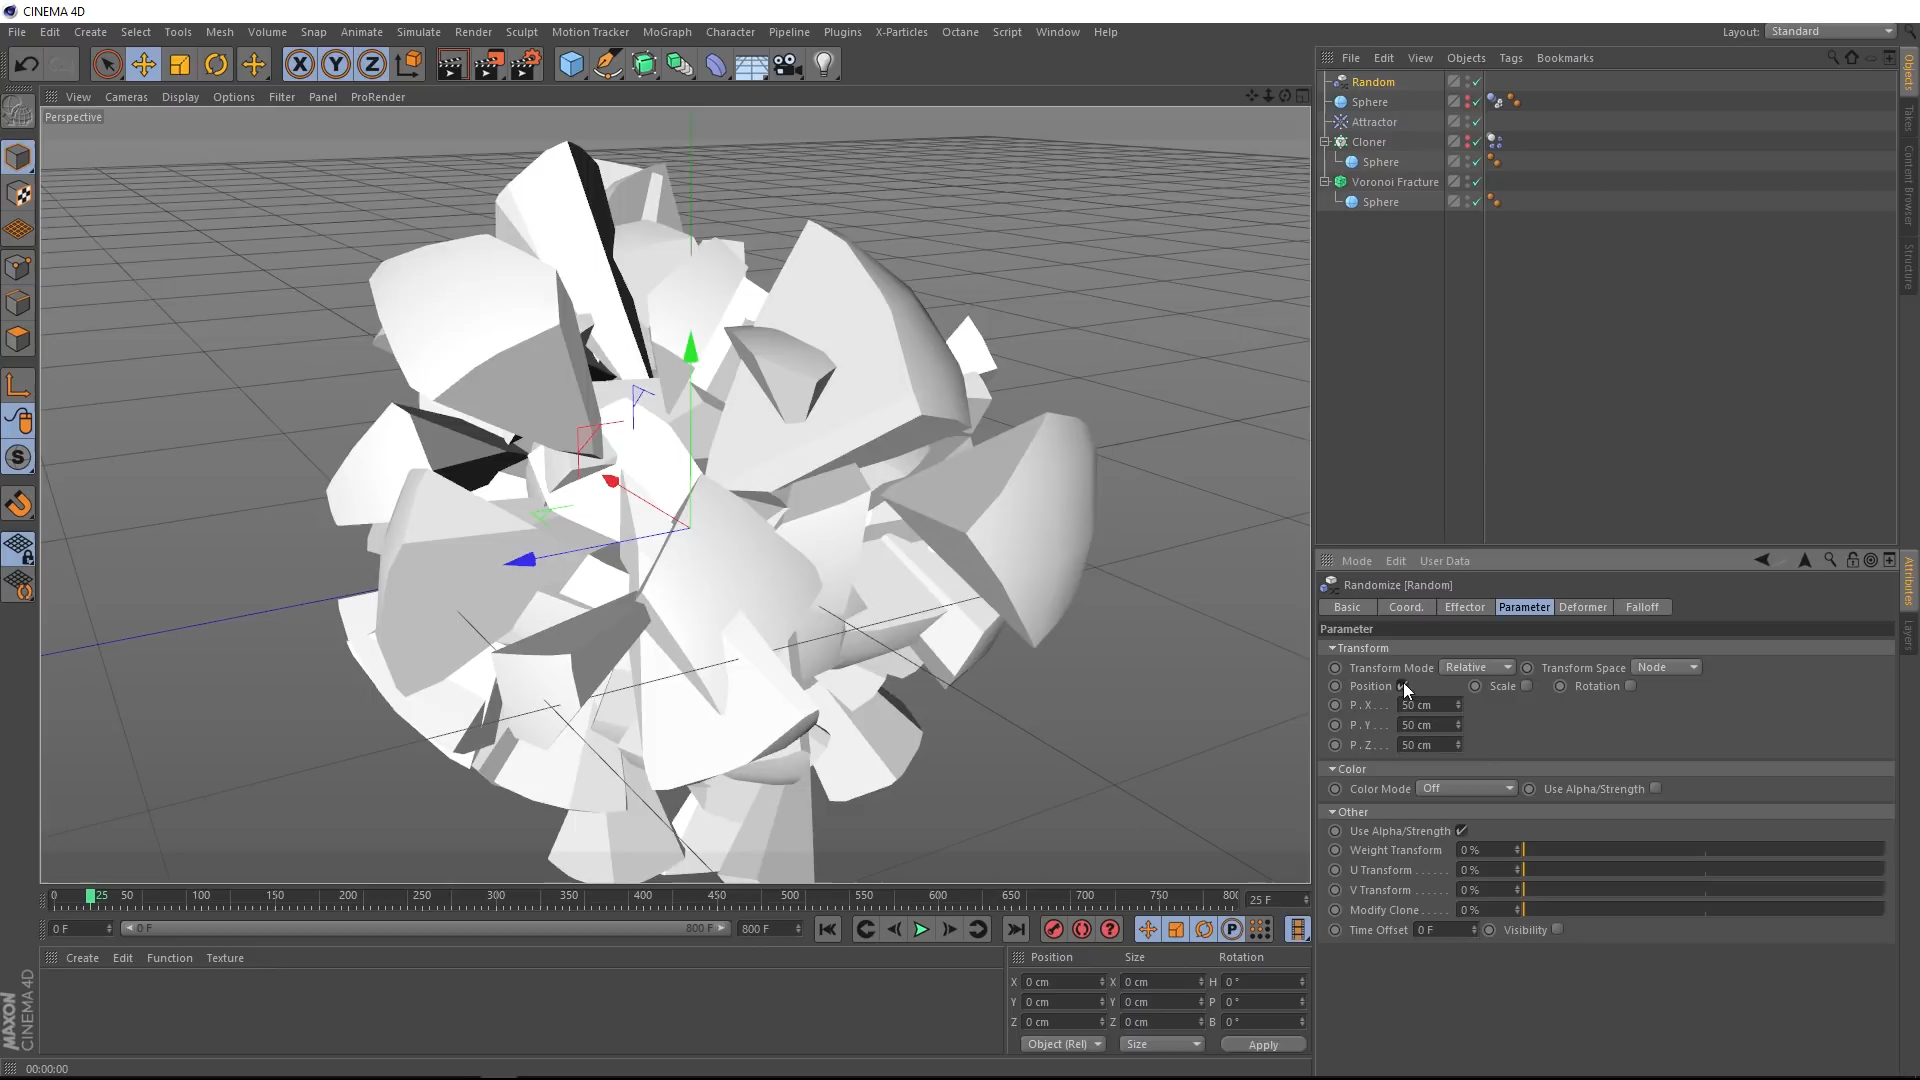 CINEMA 4D
File Edit Create Select Tools Mesh Volume Snap Animate Simulate Render Sculpt Motion Tracker MoGraph Character Pipeline Plugins X-Particles Octane Script Window Help
Layout: Standard
X Y Z
View Cameras Display Options Filter Panel ProRender
Perspective
File Edit View Objects Tags Bookmarks
Random
Sphere
Attractor
Cloner
Sphere
Voronoi Fracture
Sphere
Objects
Takes
Content Browser
Structure
Mode Edit User Data
Randomize [Random]
Basic Coord. Effector Parameter Deformer Falloff
Parameter
Transform
Transform Mode Relative Transform Space Node
Position Scale Rotation
P . X . . . 50 cm
P . Y . . . 50 cm
P . Z . . . 50 cm
Color
Color Mode Off Use Alpha/Strength
Other
Use Alpha/Strength
Weight Transform 0 %
U Transform . . . . . . 0 %
V Transform . . . . . . 0 %
Modify Clone . . . . . 0 %
Time Offset 0 F Visibility
Attributes
Layers
0 25 50 100 150 200 250 300 350 400 450 500 550 600 650 700 750 800 25 F
0 F 0 F 800 F 800 F
Create Edit Function Texture
Position Size Rotation
X 0 cm X 0 cm H 0 °
Y 0 cm Y 0 cm P 0 °
Z 0 cm Z 0 cm B 0 °
Object (Rel) Size Apply
MAXON
CINEMA 4D
00:00:00